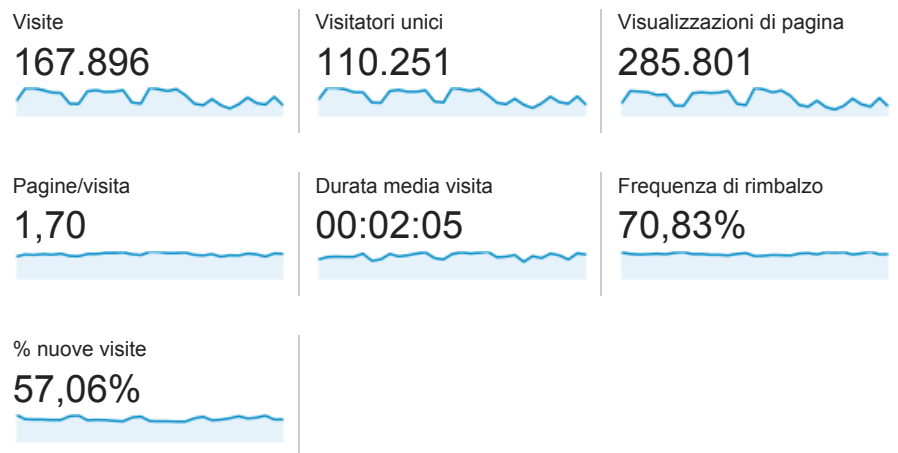 Visite
167.896
Visitatori unici
110.251
Visualizzazioni di pagina
285.801
Pagine/visita
1,70
Durata media visita
00:02:05
Frequenza di rimbalzo
70,83%
% nuove visite
57,06%